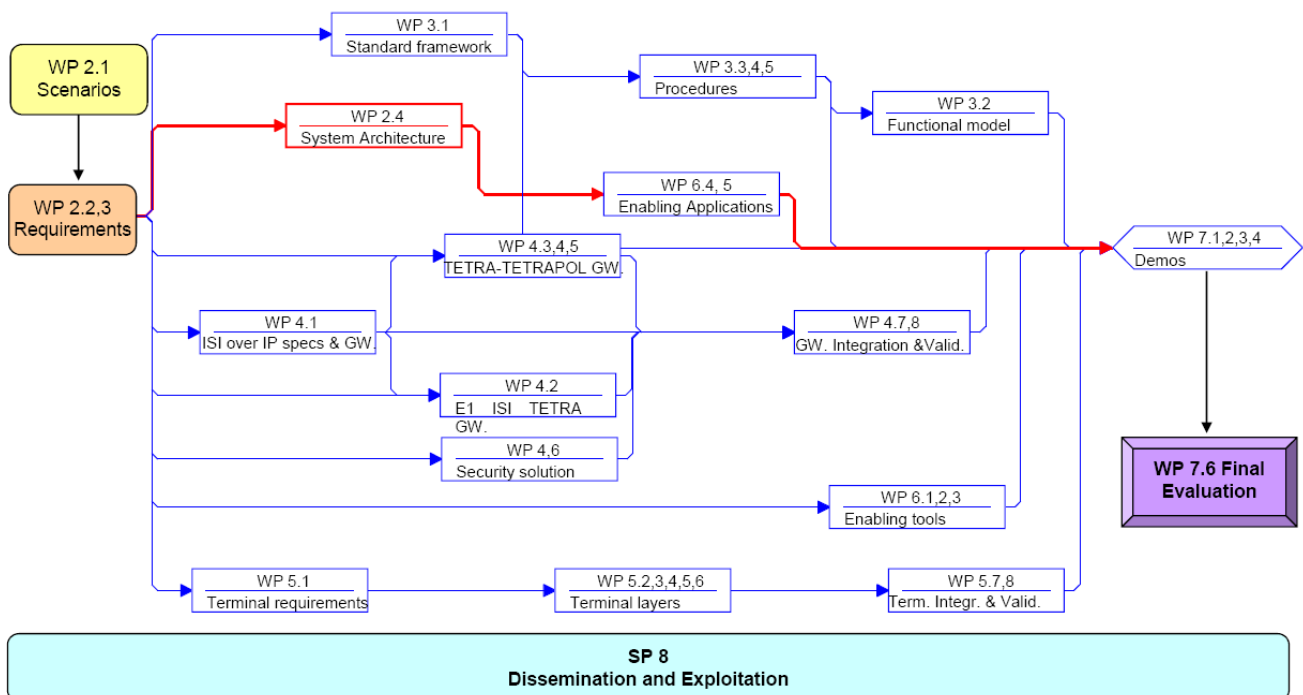 WP 3.1
Standard framework
WP 2.1
Scenarios
WP 3.3,4,5
Procedures
WP 3.2
Functional model
WP 2.4
System Architecture
WP 6.4, 5
Enabling Applications
WP 2.2,3
Requirements
WP 4.3,4,5
TETRA-TETRAPOL GW.
WP 7.1,2,3,4
Demos
WP 4.1
ISI over IP specs & GW.
WP 4.7,8
GW. Integration &Valid.
WP 4.2
E1 ISI TETRA
GW.
WP 4,6
Security solution
WP 7.6 Final
Evaluation
WP 6.1,2,3
Enabling tools
WP 5.1
Terminal requirements
WP 5.2,3,4,5,6
Terminal layers
WP 5.7,8
Term. Integr. & Valid.
SP 8
Dissemination and Exploitation